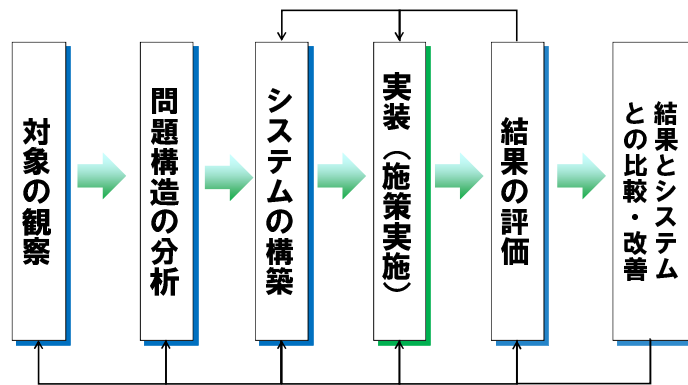 対象の観察
問題構造の分析
システムの構築
実装（施策実施）
結果の評価
結果とシステム
との比較・改善